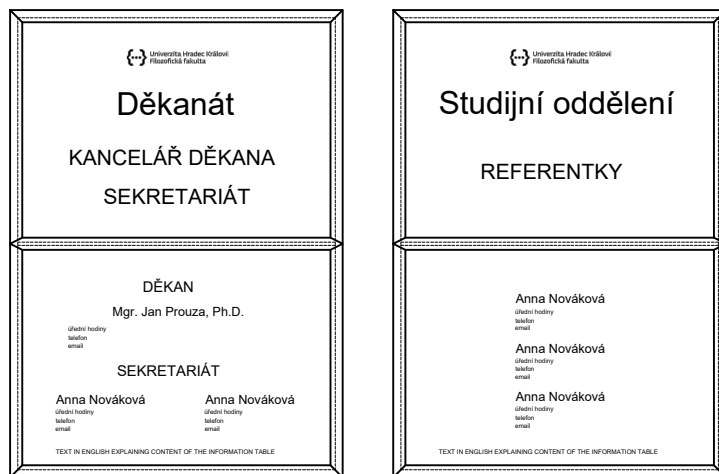 Univerzita Hradec Králové
Filozofická fakulta
Děkanát
KANCELÁŘ DĚKANA
SEKRETARIÁT
DĚKAN
Mgr. Jan Prouza, Ph.D.
úřední hodiny
telefon
email
SEKRETARIÁT
Anna Nováková
úřední hodiny
telefon
email
Anna Nováková
úřední hodiny
telefon
email
TEXT IN ENGLISH EXPLAINING CONTENT OF THE INFORMATION TABLE
Univerzita Hradec Králové
Filozofická fakulta
Studijní oddělení
REFERENTKY
Anna Nováková
úřední hodiny
telefon
email
Anna Nováková
úřední hodiny
telefon
email
Anna Nováková
úřední hodiny
telefon
email
TEXT IN ENGLISH EXPLAINING CONTENT OF THE INFORMATION TABLE